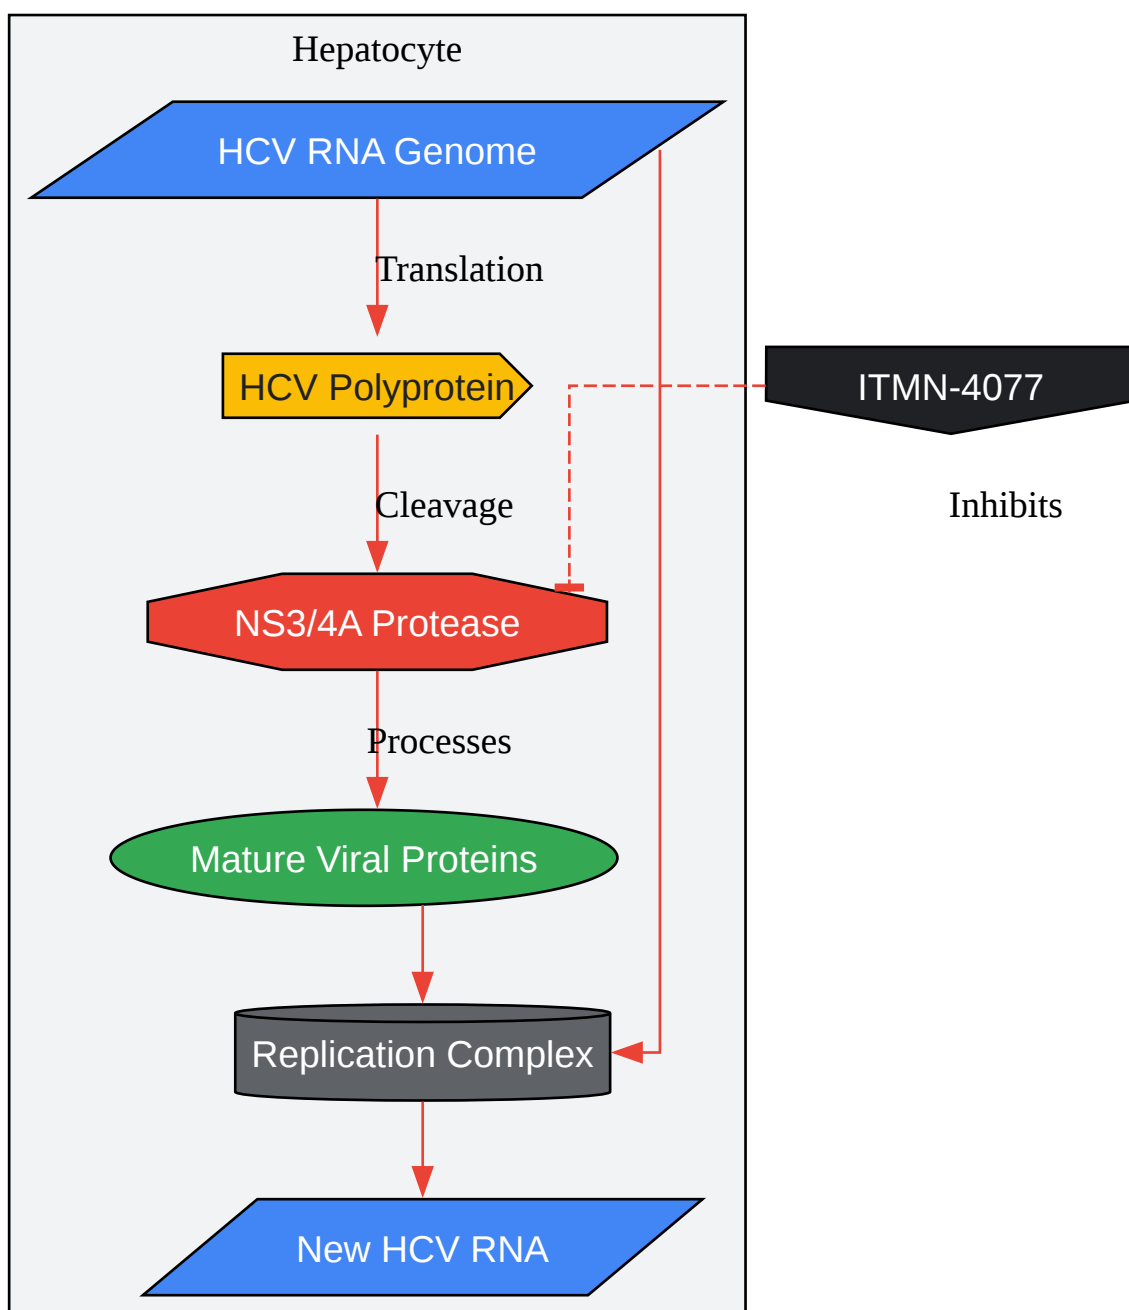 Hepatocyte
HCV RNA Genome
Translation
HCV Polyprotein
ITMN-4077
Cleavage
Inhibits
NS3/4A Protease
Processes
Mature Viral Proteins
Replication Complex
New HCV RNA